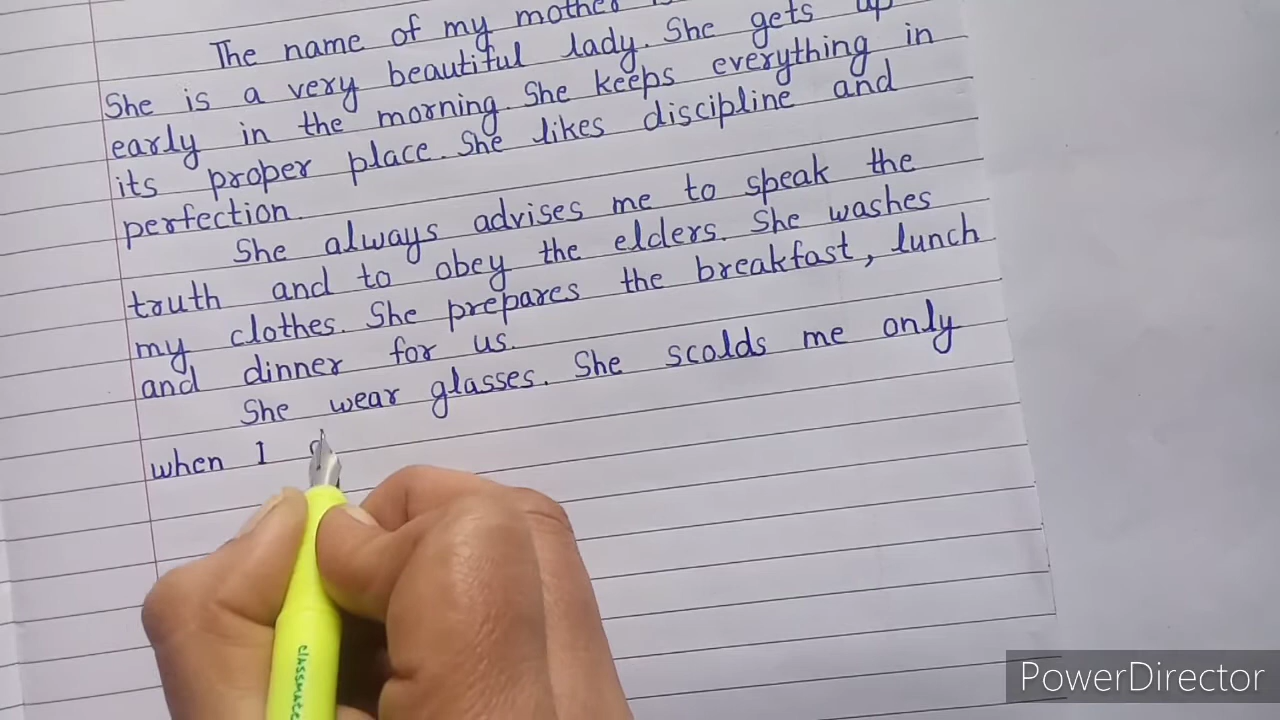 The name of my mother
She is a very beautiful lady. She gets up
early in the morning. She keeps everything in
its proper place. She likes discipline and
perfection.
She always advises me to speak the
truth and to obey the elders. She washes
my clothes. She prepares the breakfast, lunch
and dinner for us.
She wear glasses. She scolds me only
when I
classmate
PowerDirector